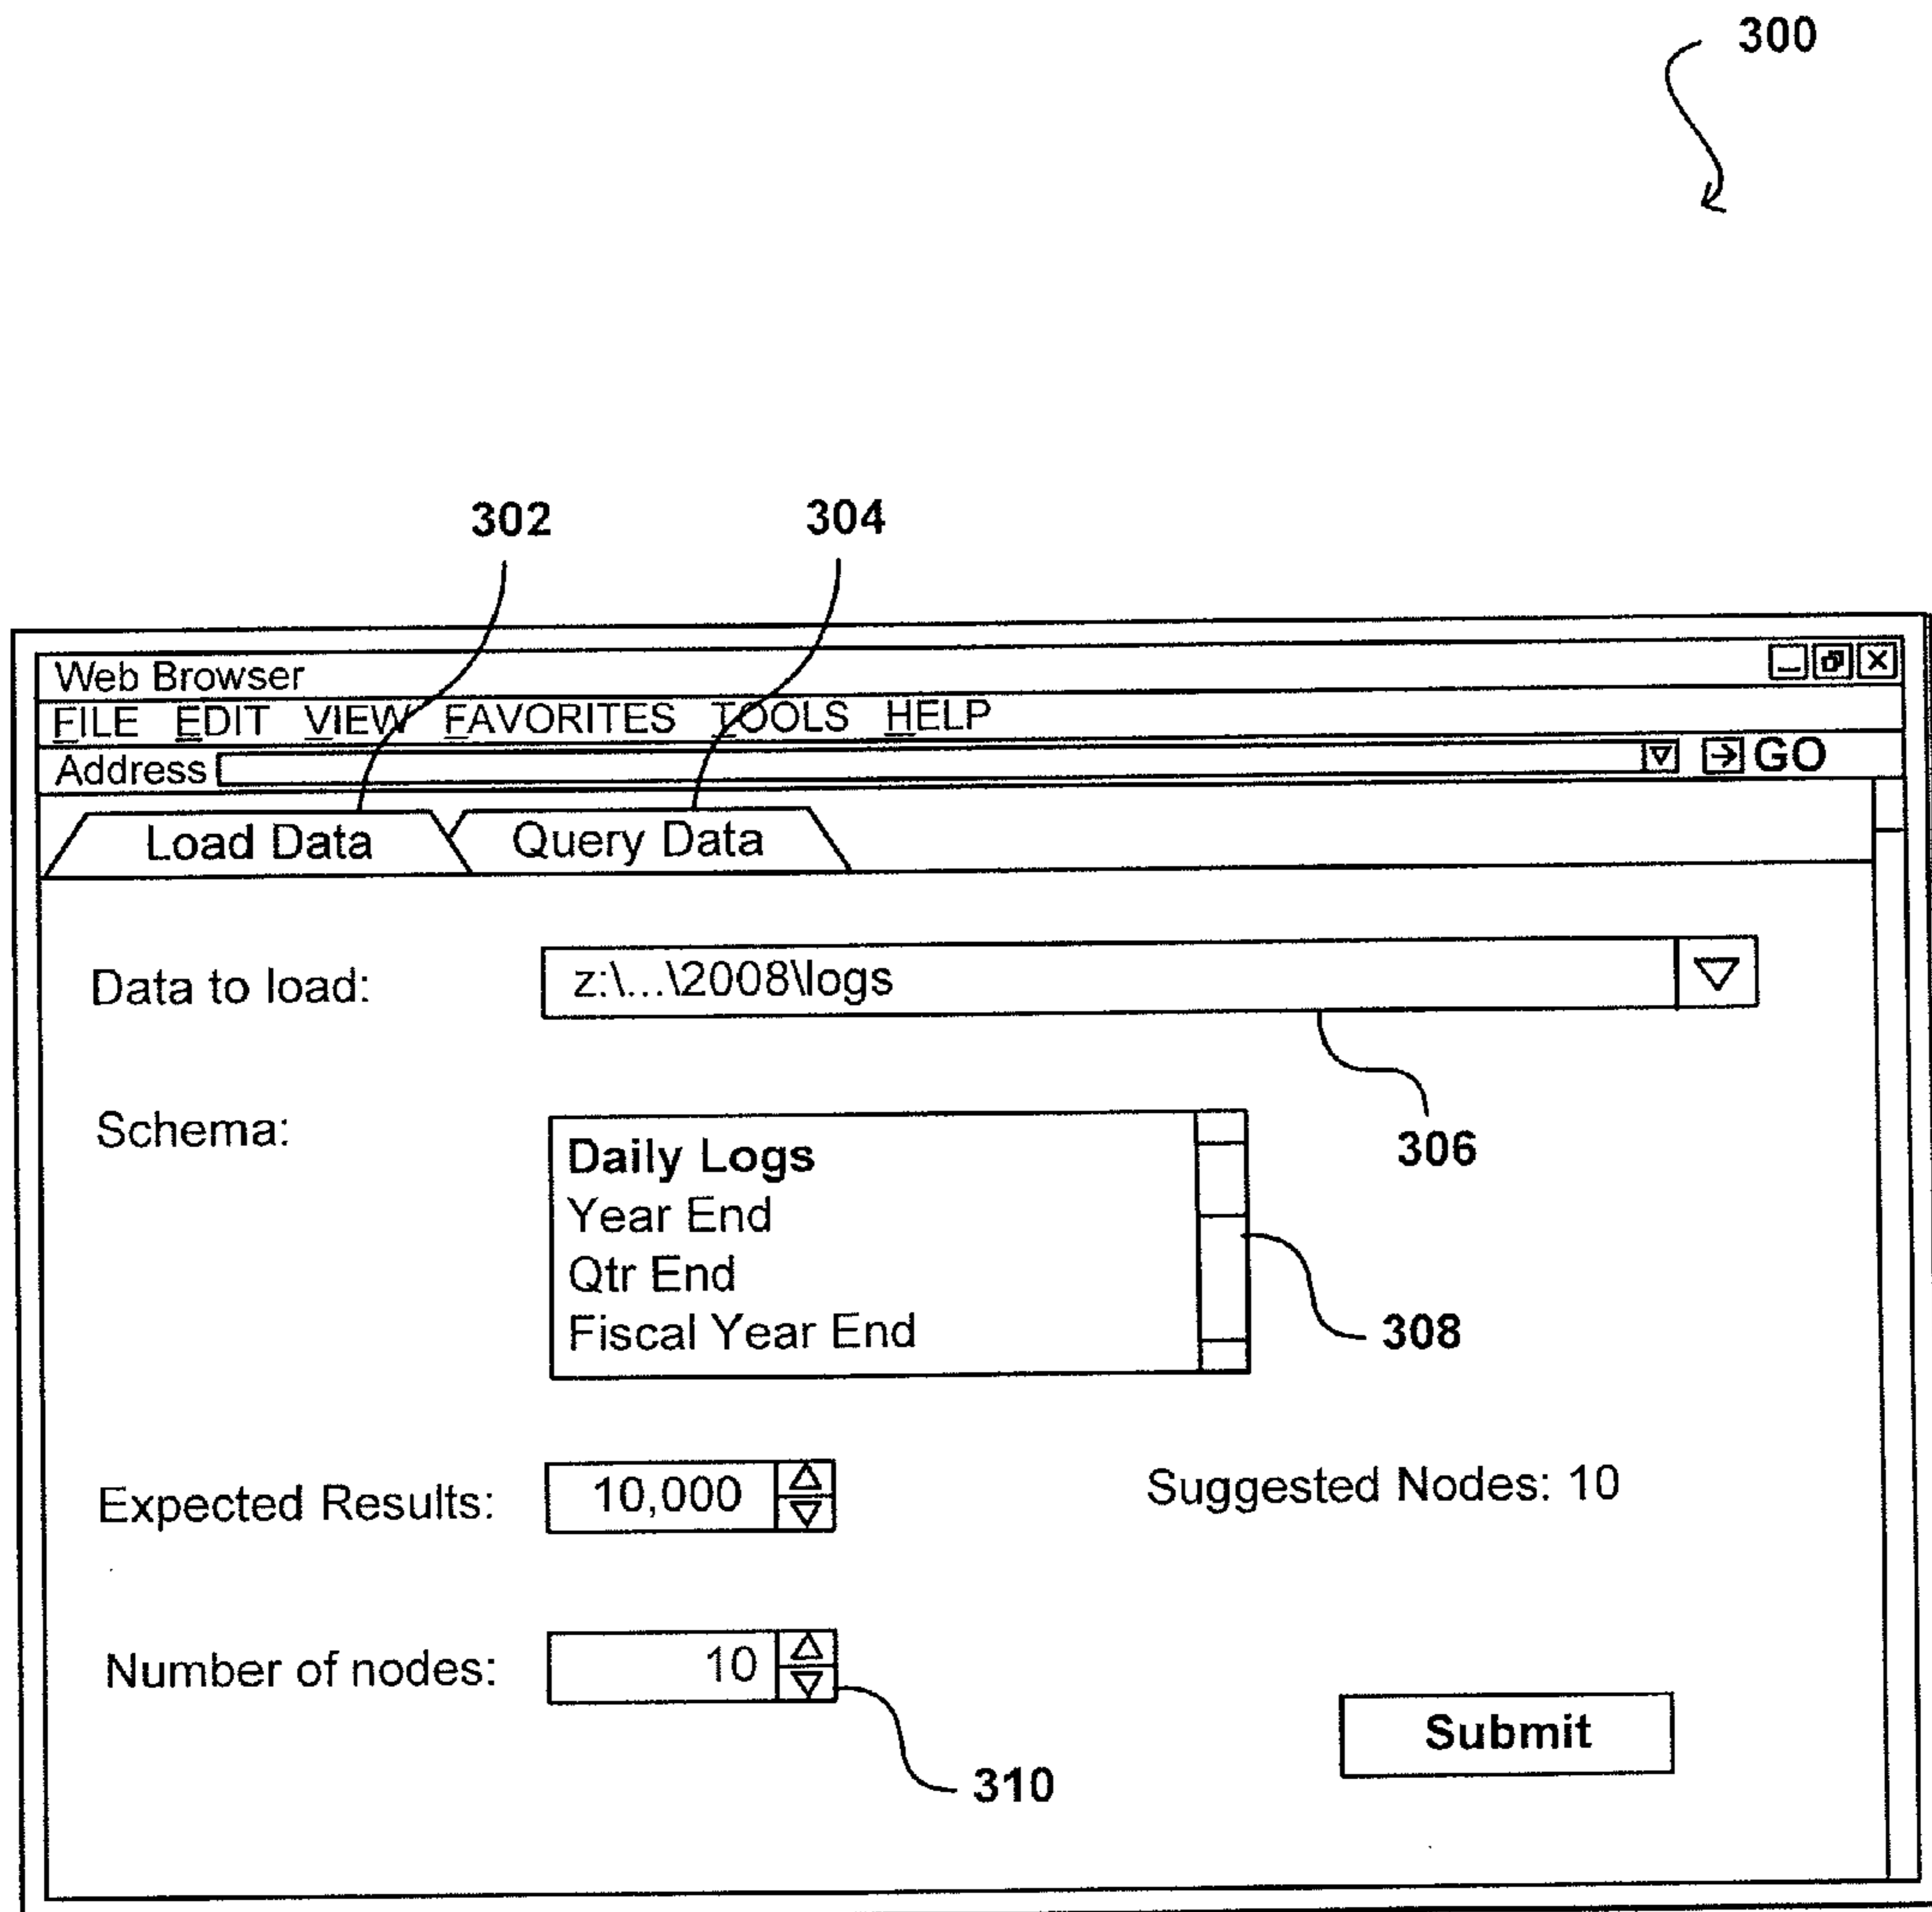 300
302 304
Web Browser
FILE EDIT VIEW FAVORITES TOOLS HELP
Address GO
Load Data Query Data
Data to load: z:\...\2008\logs
306
Schema:
Daily Logs
Year End
Qtr End
Fiscal Year End
308
Expected Results: 10,000 Suggested Nodes: 10
Number of nodes: 10
Submit
310